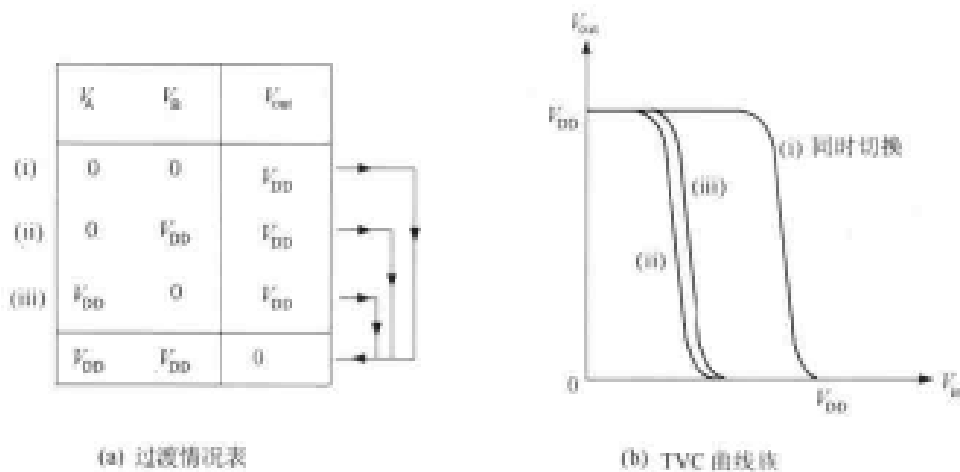 V_A V_B V_out
(i) 0 0 V_DD
(ii) 0 V_DD V_DD
(iii) V_DD 0 V_DD
V_DD V_DD 0
(a) 过渡情况表
V_out
V_DD
(i) 同时切换
(iii)
(ii)
0
V_DD
V_in
(b) TVC 曲线族